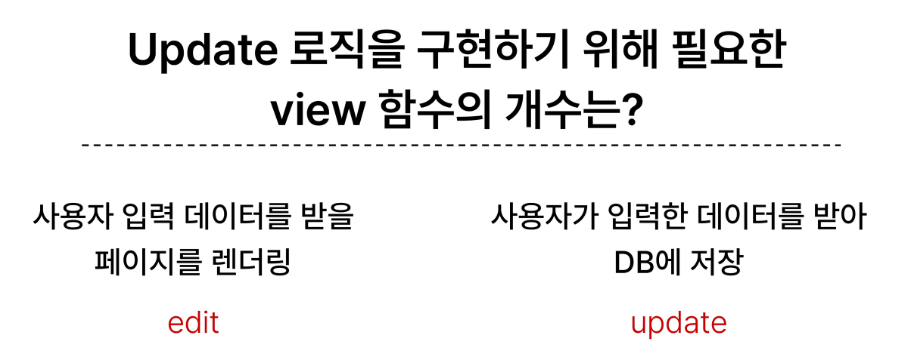 Update 로직을 구현하기 위해 필요한
view 함수의 개수는?
사용자 입력 데이터를 받을
페이지를 렌더링
edit
사용자가 입력한 데이터를 받아
DB에 저장
update